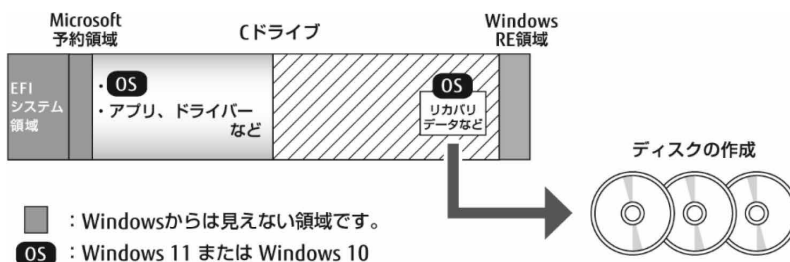 Microsoft
予約領域
Cドライブ
Windows
RE領域
EFI
システム
領域
・OS
・アプリ、ドライバー
など
OS
リカバリ
データなど
ディスクの作成
：Windowsからは見えない領域です。
OS ：Windows 11 または Windows 10